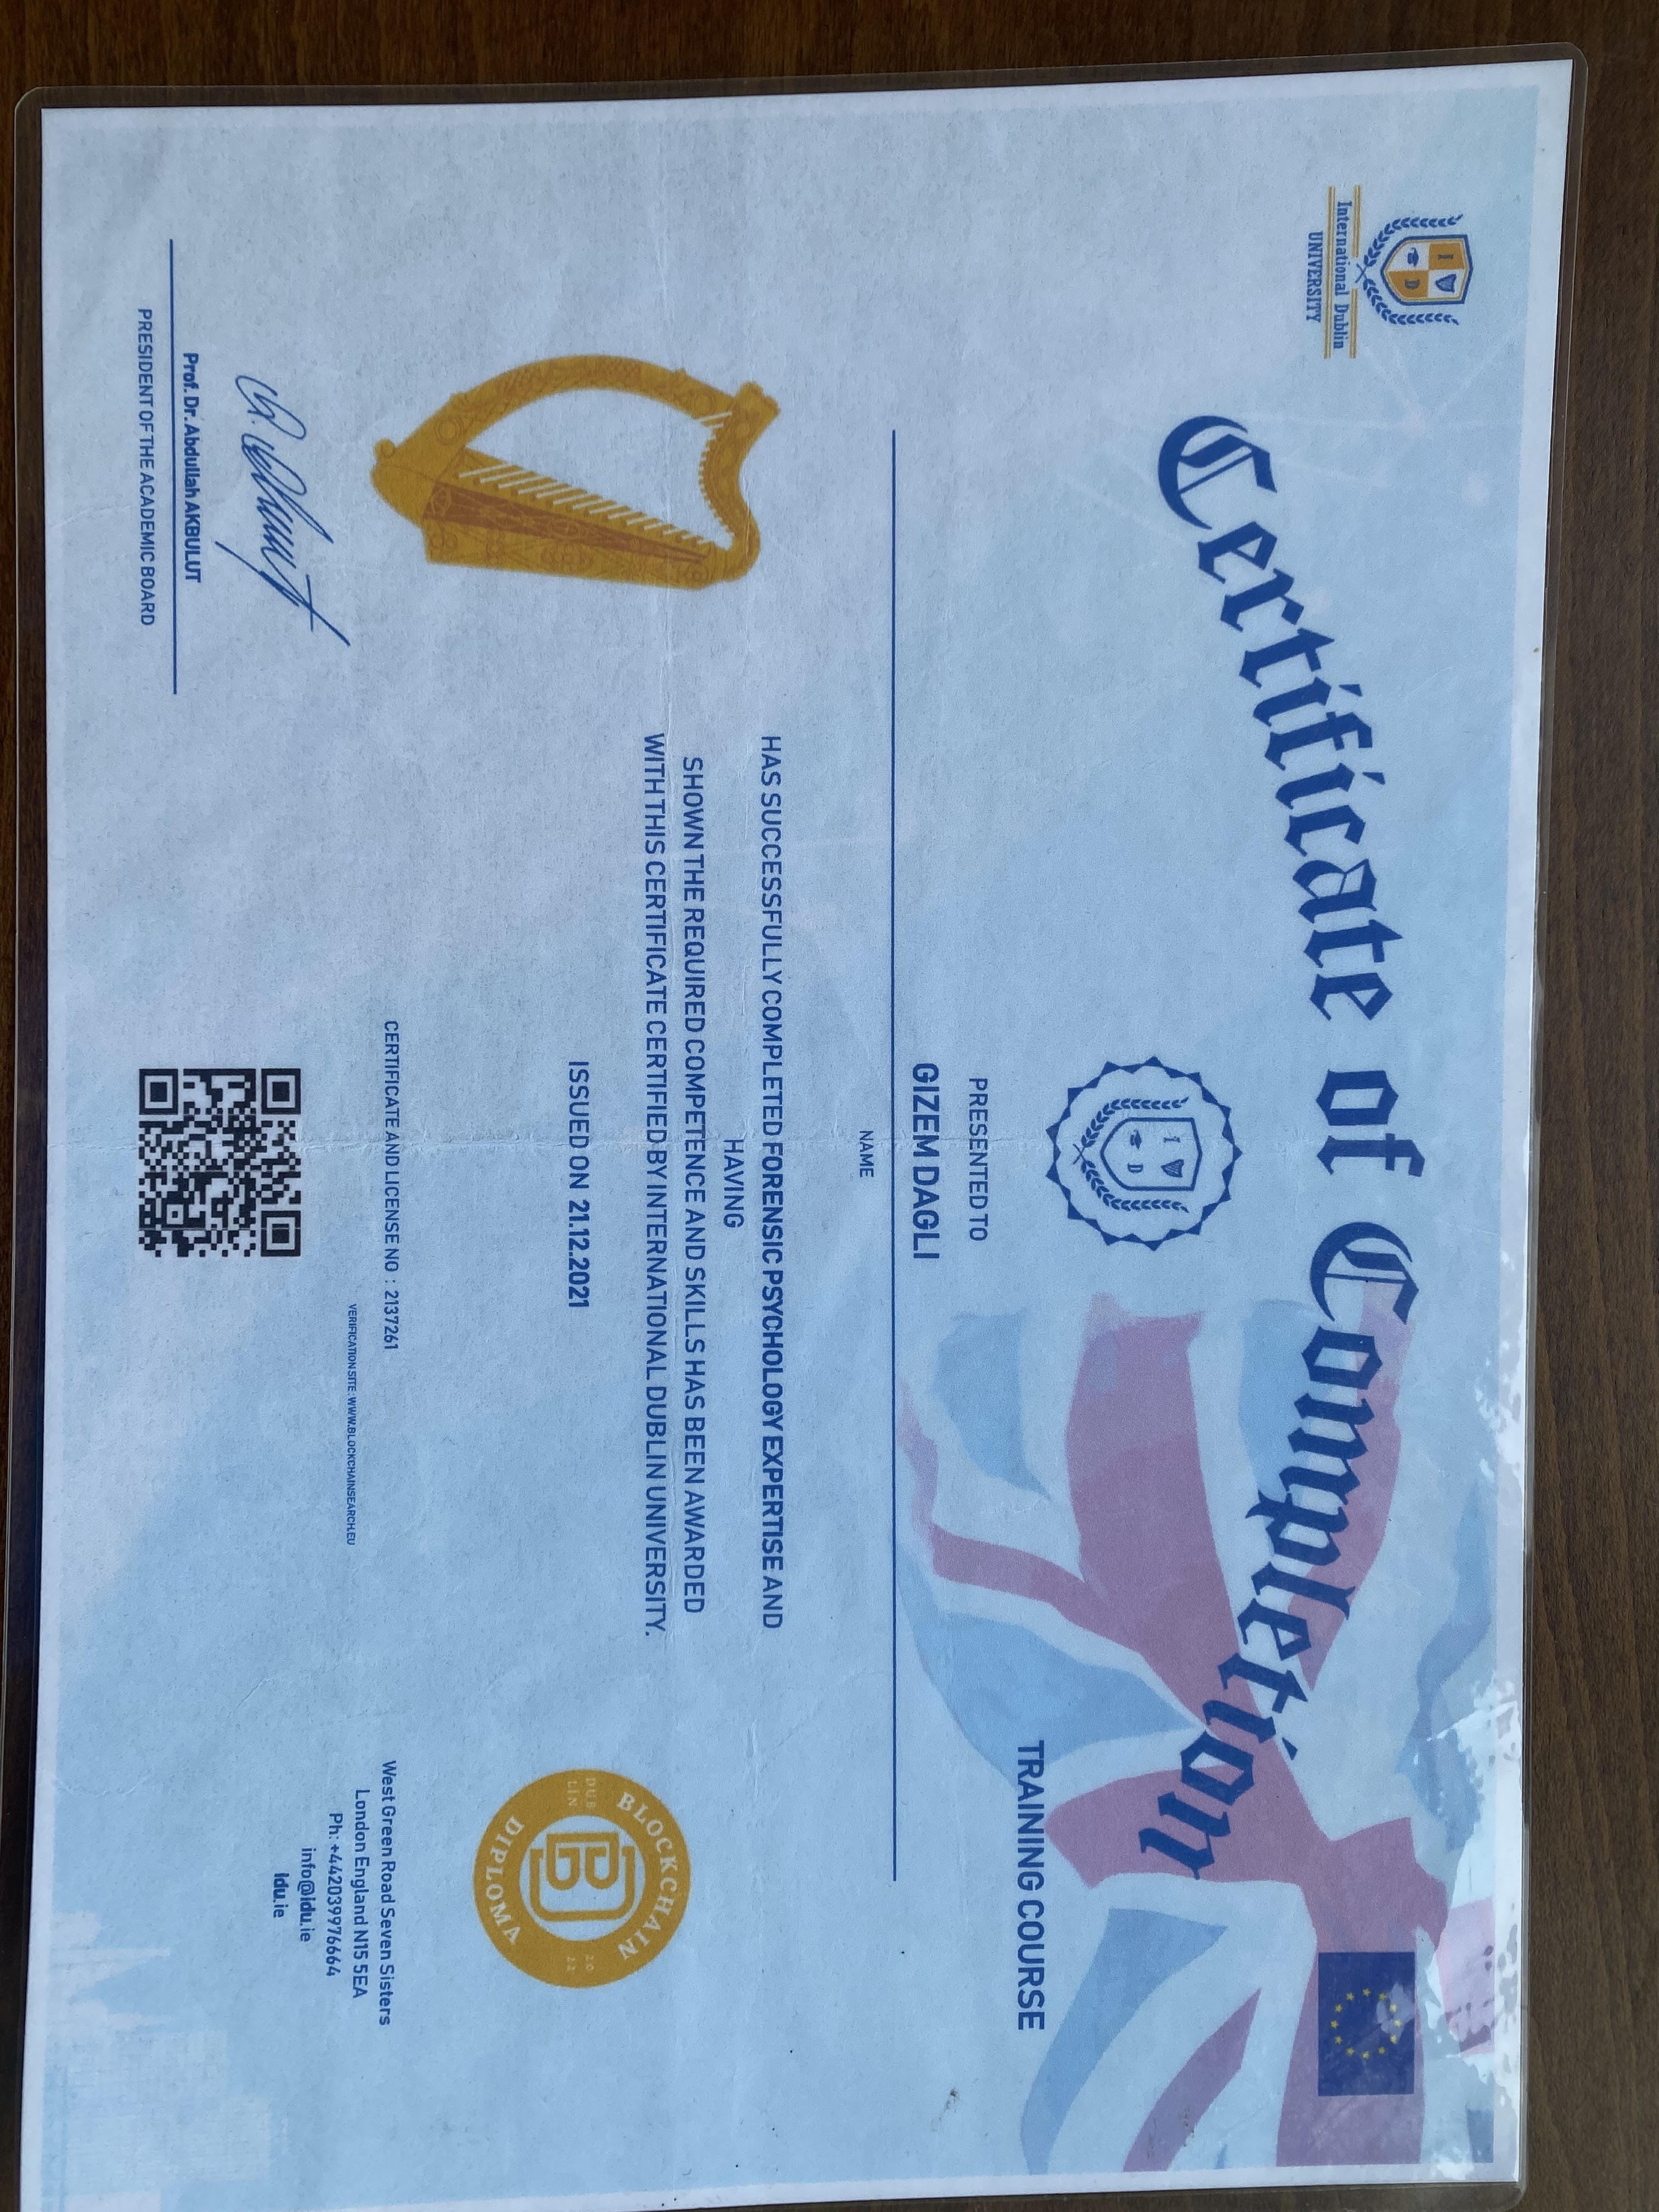 I
D
International Dublin
UNIVERSITY
Certificate of Completion
I
D
TRAINING COURSE
PRESENTED TO
GIZEM DAGLI
NAME
HAS SUCCESSFULLY COMPLETED FORENSIC PSYCHOLOGY EXPERTISE AND
HAVING
SHOWN THE REQUIRED COMPETENCE AND SKILLS HAS BEEN AWARDED
WITH THIS CERTIFICATE CERTIFIED BY INTERNATIONAL DUBLIN UNIVERSITY.
ISSUED ON 21.12.2021
BLOCKCHAIN
DUB
LIN
B
DIPLOMA
CERTIFICATE AND LICENSE NO : 2137261
VERIFICATION SITE: WWW.BLOCKCHAINSEARCH.EU
Prof. Dr. Abdullah AKBULUT
PRESIDENT OF THE ACADEMIC BOARD
West Green Road Seven Sisters
London England N15 5EA
Ph: +442039976664
info@idu.ie
idu.ie